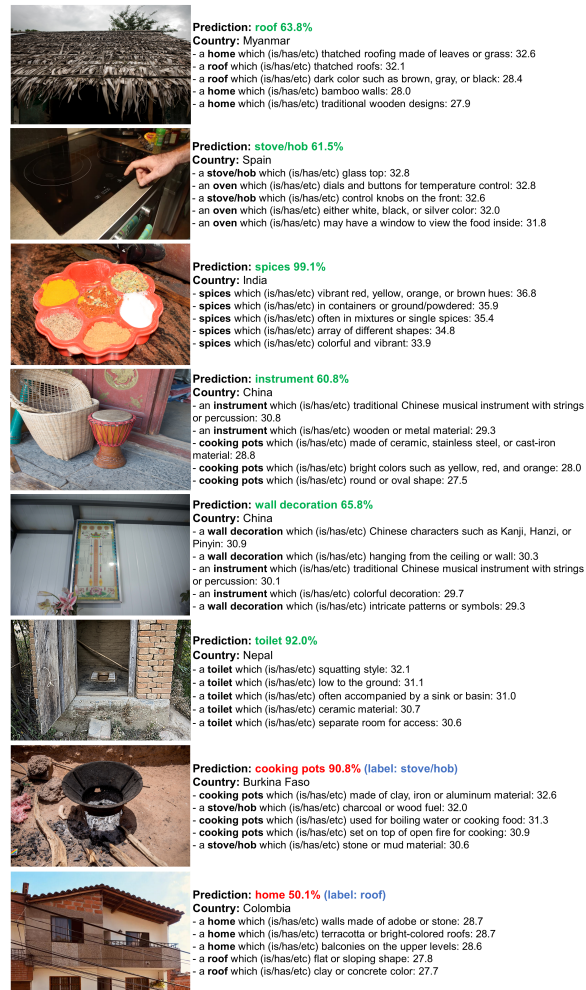 Prediction: roof 63.8%
Country: Myanmar
- a home which (is/has/etc) thatched roofing made of leaves or grass: 32.6
- a roof which (is/has/etc) thatched roofs: 32.1
- a roof which (is/has/etc) dark color such as brown, gray, or black: 28.4
- a home which (is/has/etc) bamboo walls: 28.0
- a home which (is/has/etc) traditional wooden designs: 27.9
Prediction: stove/hob 61.5%
Country: Spain
- a stove/hob which (is/has/etc) glass top: 32.8
- an oven which (is/has/etc) dials and buttons for temperature control: 32.8
- a stove/hob which (is/has/etc) control knobs on the front: 32.6
- an oven which (is/has/etc) either white, black, or silver color: 32.0
- an oven which (is/has/etc) may have a window to view the food inside: 31.8
Prediction: spices 99.1%
Country: India
- spices which (is/has/etc) vibrant red, yellow, orange, or brown hues: 36.8
- spices which (is/has/etc) in containers or ground/powdered: 35.9
- spices which (is/has/etc) often in mixtures or single spices: 35.4
- spices which (is/has/etc) array of different shapes: 34.8
- spices which (is/has/etc) colorful and vibrant: 33.9
Prediction: instrument 60.8%
Country: China
- an instrument which (is/has/etc) traditional Chinese musical instrument with strings
or percussion: 30.8
- an instrument which (is/has/etc) wooden or metal material: 29.3
- cooking pots which (is/has/etc) made of ceramic, stainless steel, or cast-iron
material: 28.8
- cooking pots which (is/has/etc) bright colors such as yellow, red, and orange: 28.0
- cooking pots which (is/has/etc) round or oval shape: 27.5
Prediction: wall decoration 65.8%
Country: China
- a wall decoration which (is/has/etc) Chinese characters such as Kanji, Hanzi, or
Pinyin: 30.9
- a wall decoration which (is/has/etc) hanging from the ceiling or wall: 30.3
- an instrument which (is/has/etc) traditional Chinese musical instrument with strings
or percussion: 30.1
- an instrument which (is/has/etc) colorful decoration: 29.7
- a wall decoration which (is/has/etc) intricate patterns or symbols: 29.3
Prediction: toilet 92.0%
Country: Nepal
- a toilet which (is/has/etc) squatting style: 32.1
- a toilet which (is/has/etc) low to the ground: 31.1
- a toilet which (is/has/etc) often accompanied by a sink or basin: 31.0
- a toilet which (is/has/etc) ceramic material: 30.7
- a toilet which (is/has/etc) separate room for access: 30.6
Prediction: cooking pots 90.8% (label: stove/hob)
Country: Burkina Faso
- cooking pots which (is/has/etc) made of clay, iron or aluminum material: 32.6
- a stove/hob which (is/has/etc) charcoal or wood fuel: 32.0
- cooking pots which (is/has/etc) used for boiling water or cooking food: 31.3
- cooking pots which (is/has/etc) set on top of open fire for cooking: 30.9
- a stove/hob which (is/has/etc) stone or mud material: 30.6
Prediction: home 50.1% (label: roof)
Country: Colombia
- a home which (is/has/etc) walls made of adobe or stone: 28.7
- a home which (is/has/etc) terracotta or bright-colored roofs: 28.7
- a home which (is/has/etc) balconies on the upper levels: 28.6
- a roof which (is/has/etc) flat or sloping shape: 27.8
- a roof which (is/has/etc) clay or concrete color: 27.7